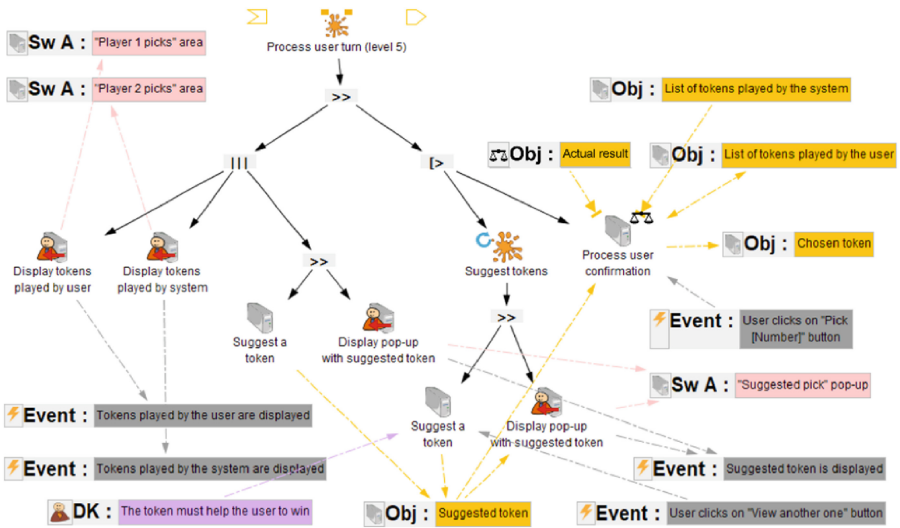 Process user turn (level 5)
Sw A : "Player 1 picks" area
Sw A : "Player 2 picks" area
>>
Obj : List of tokens played by the system
||| [>
Obj : Actual result
Obj : List of tokens played by the user
Display tokens
played by user
Display tokens
played by system
>>
Suggest tokens
Process user
confirmation
Obj : Chosen token
Suggest a
token
Display pop-up
with suggested token
>>
Event : User clicks on "Pick
[Number]" button
Sw A : "Suggested pick" pop-up
Event : Tokens played by the user are displayed
Suggest a
token
Display pop-up
with suggested token
Event : Tokens played by the system are displayed
Event : Suggested token is displayed
DK : The token must help the user to win
Obj : Suggested token
Event : User clicks on "View another one" button